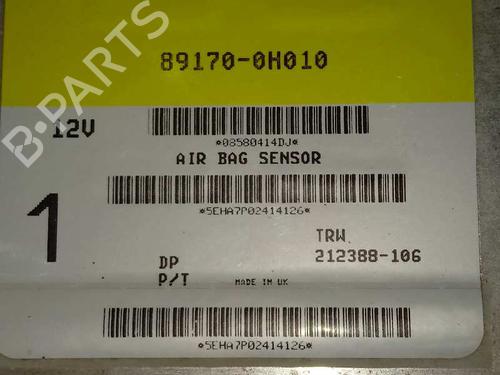 89170-0H010
12V
*08580414DJ*
AIR BAG SENSOR
1
*5EHA7P02414126*
TRW
DP
212388-106
P/T
MADE IN UK
*5EHA7P02414126*
B-PARTS